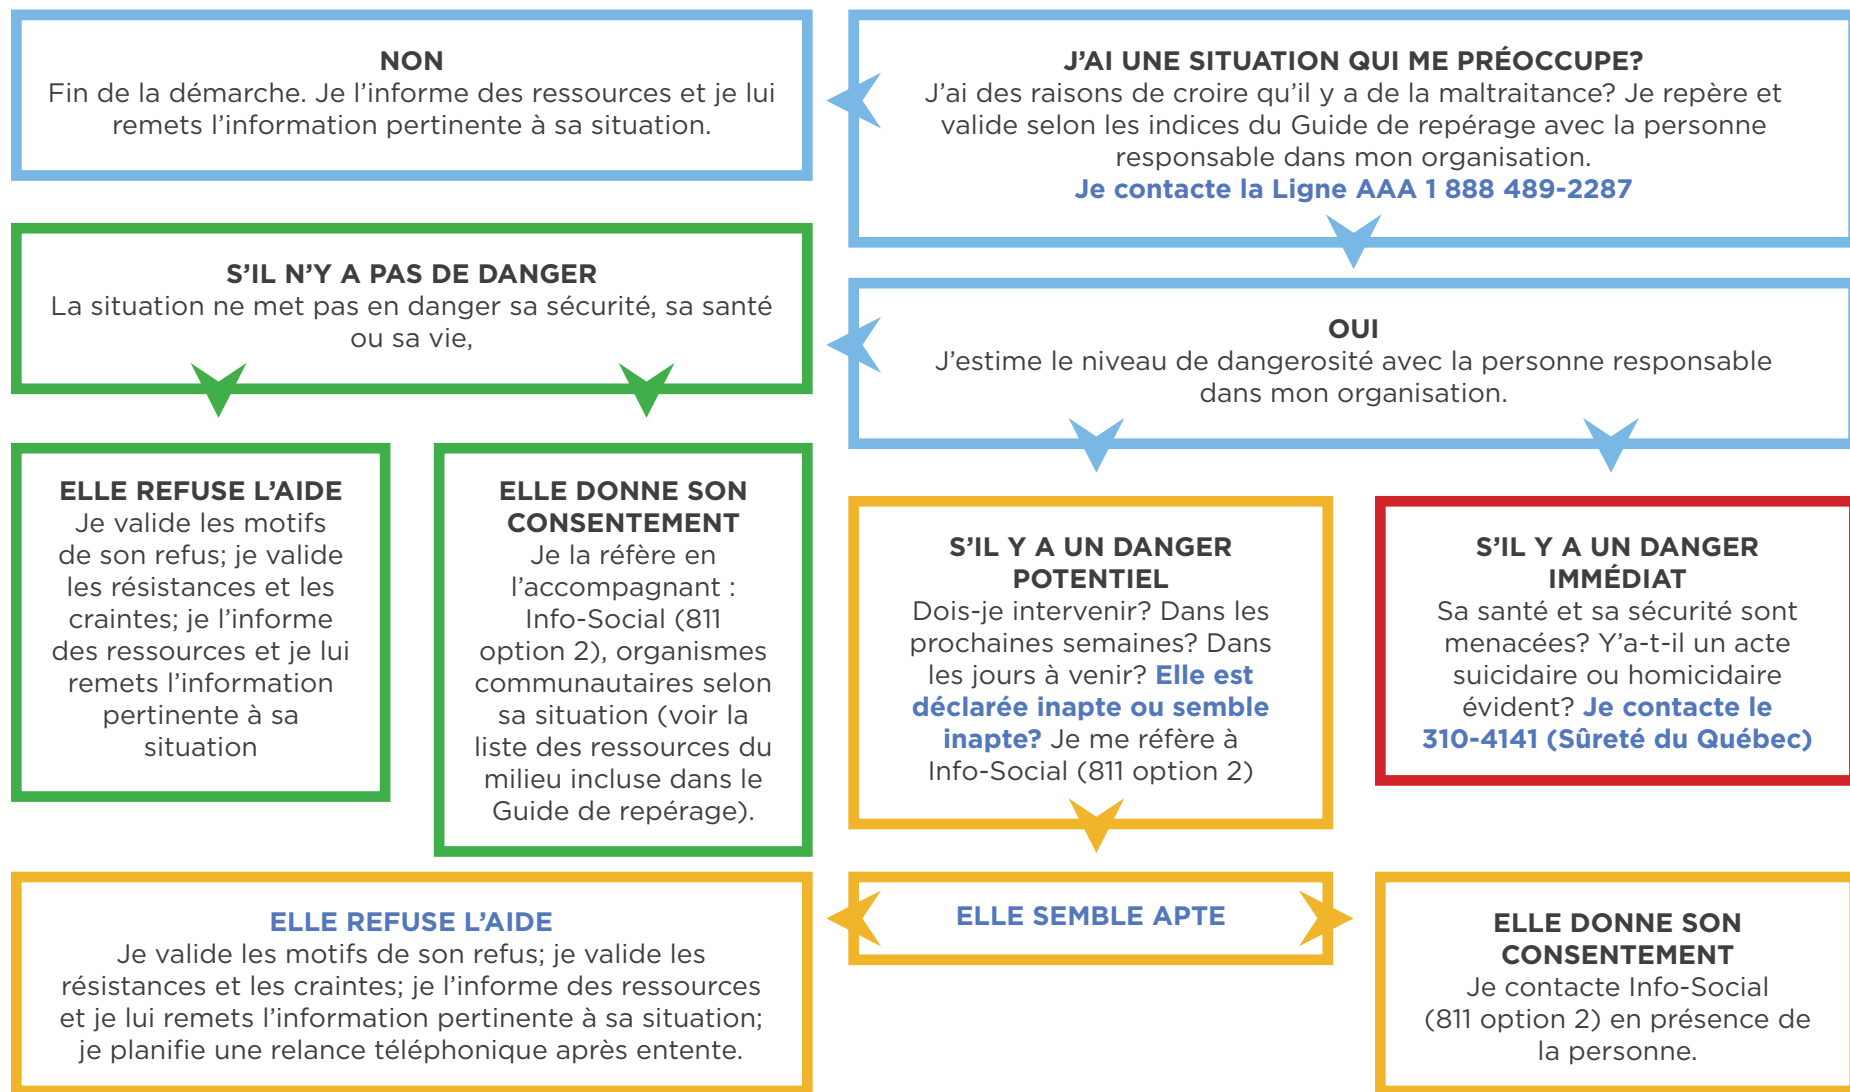 J'AI UNE SITUATION QUI ME PRÉOCCUPE?
J'ai des raisons de croire qu'il y a de la maltraitance? Je repère et
valide selon les indices du Guide de repérage avec la personne
responsable dans mon organisation.
Je contacte la Ligne AAA 1 888 489-2287
NON
Fin de la démarche. Je l'informe des ressources et je lui
remets l'information pertinente à sa situation.
OUI
J'estime le niveau de dangerosité avec la personne responsable
dans mon organisation.
S'IL N'Y A PAS DE DANGER
La situation ne met pas en danger sa sécurité, sa santé
ou sa vie,
ELLE REFUSE L'AIDE
Je valide les motifs
de son refus; je valide
les résistances et les
craintes; je l'informe
des ressources et je lui
remets l'information
pertinente à sa
situation
ELLE DONNE SON
CONSENTEMENT
Je la réfère en
l'accompagnant :
Info-Social (811
option 2), organismes
communautaires selon
sa situation (voir la
liste des ressources du
milieu incluse dans le
Guide de repérage).
S'IL Y A UN DANGER
POTENTIEL
Dois-je intervenir? Dans les
prochaines semaines? Dans
les jours à venir? Elle est
déclarée inapte ou semble
inapte? Je me réfère à
Info-Social (811 option 2)
S'IL Y A UN DANGER
IMMÉDIAT
Sa santé et sa sécurité sont
menacées? Y'a-t-il un acte
suicidaire ou homicidaire
évident? Je contacte le
310-4141 (Sûreté du Québec)
ELLE SEMBLE APTE
ELLE REFUSE L'AIDE
Je valide les motifs de son refus; je valide les
résistances et les craintes; je l'informe des ressources
et je lui remets l'information pertinente à sa situation;
je planifie une relance téléphonique après entente.
ELLE DONNE SON
CONSENTEMENT
Je contacte Info-Social
(811 option 2) en présence de
la personne.